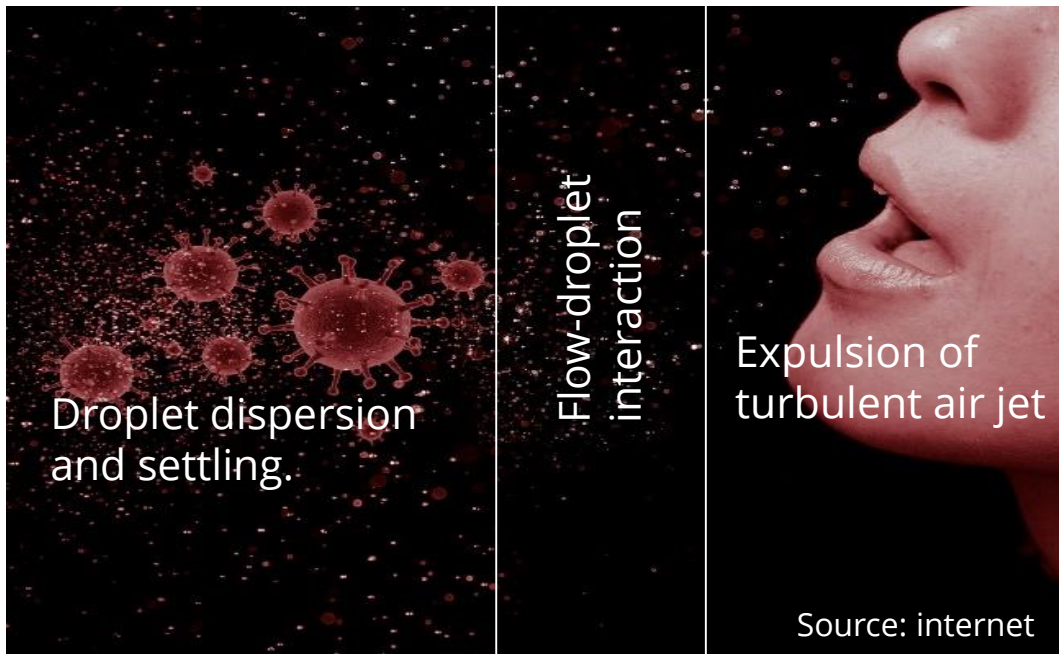 Droplet dispersion
and settling.
Flow-droplet
interaction
Expulsion of
turbulent air jet
Source: internet